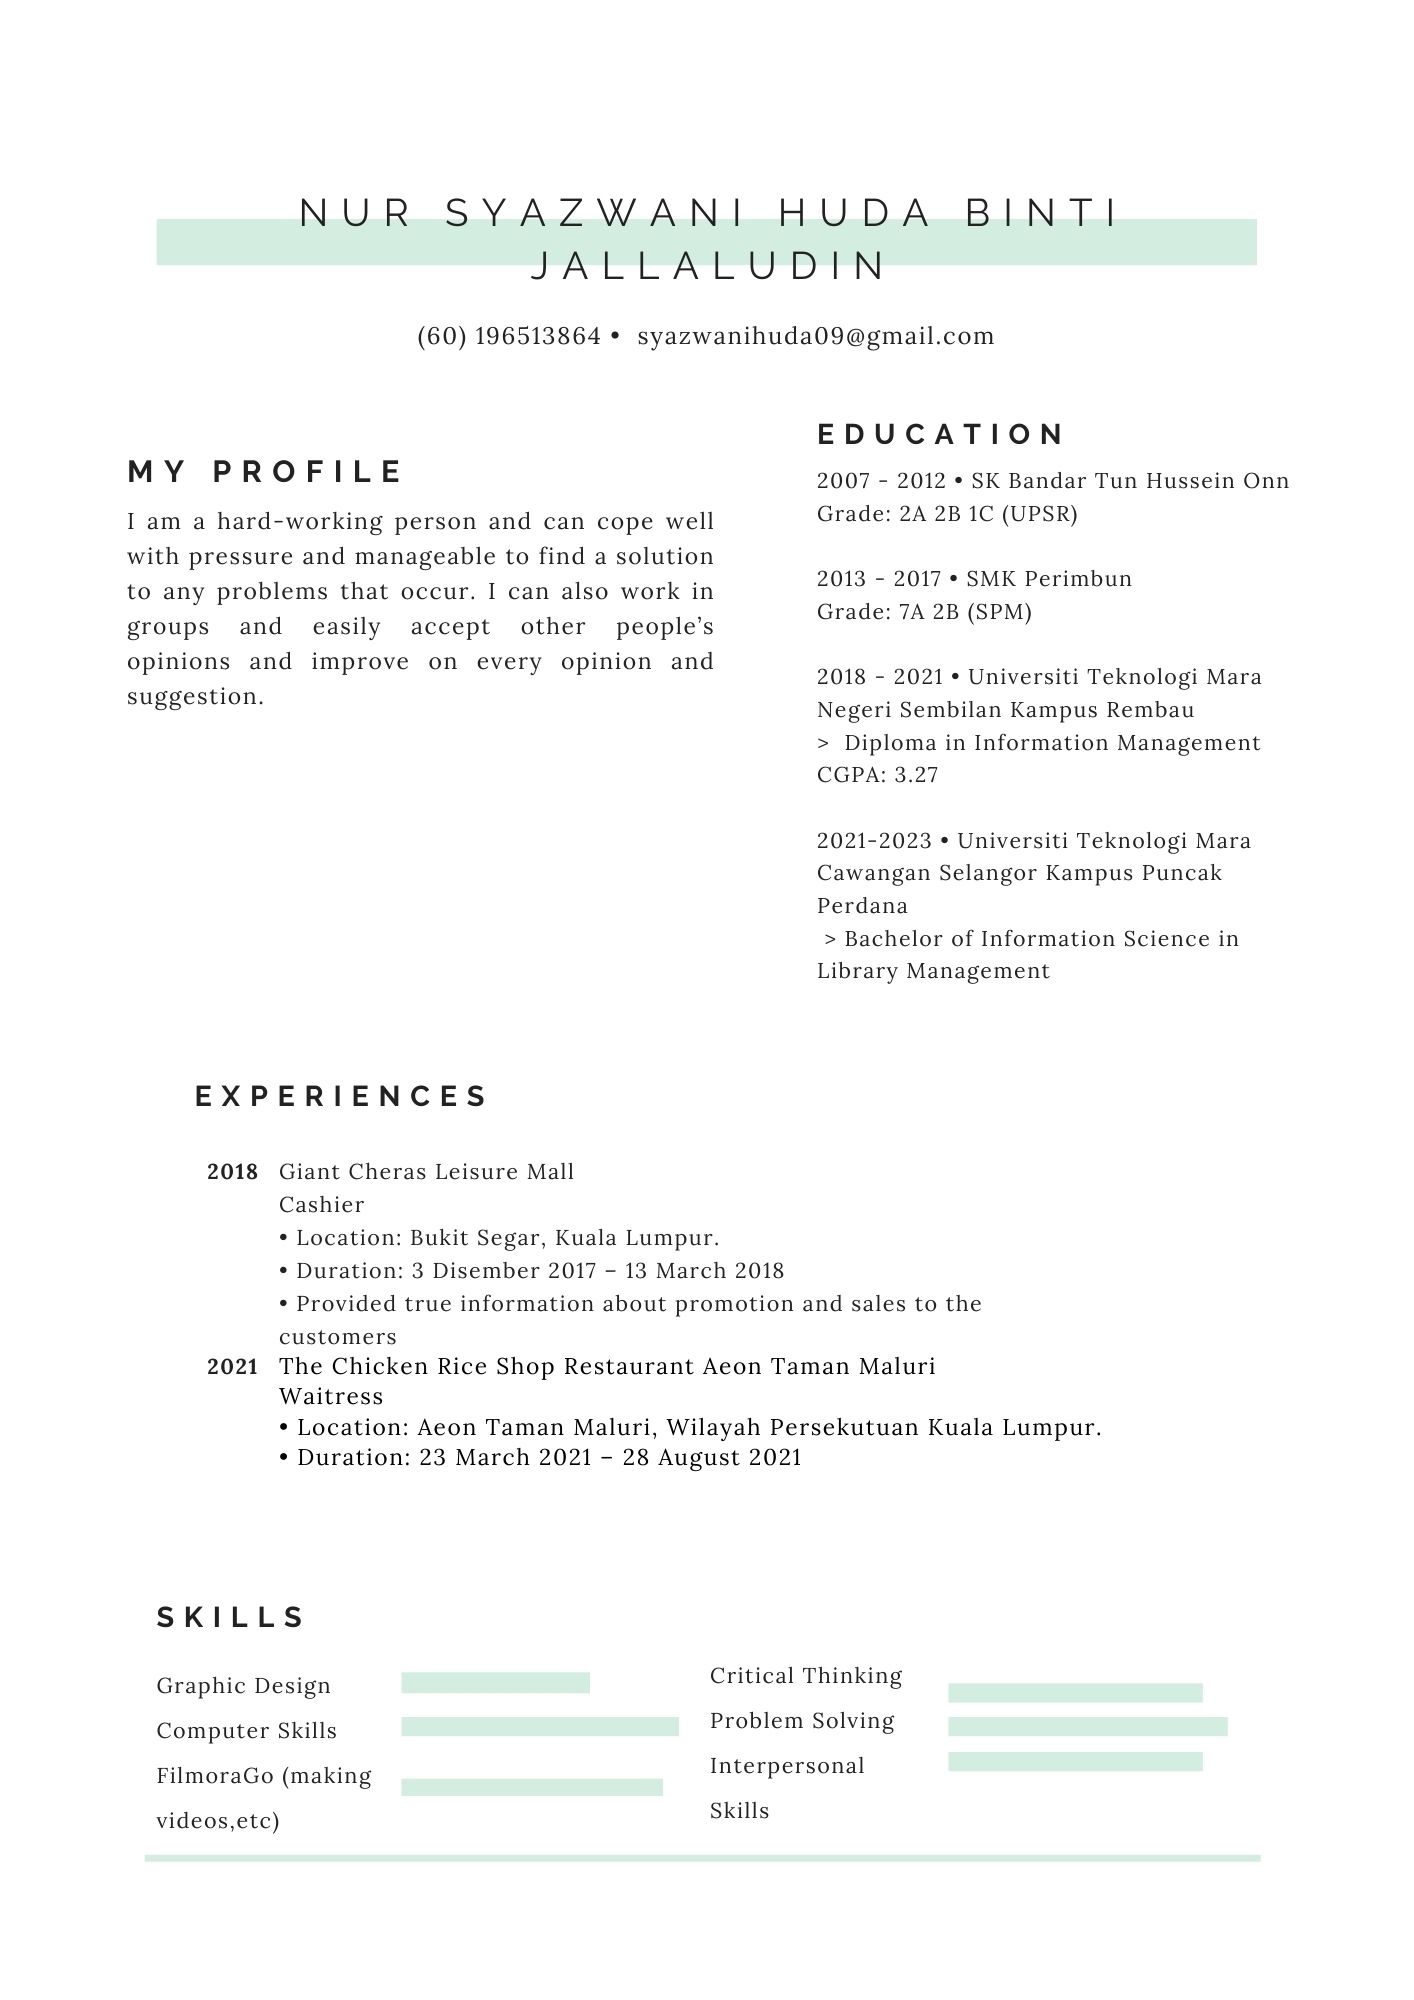 NUR SYAZWANI HUDA BINTI
JALLALUDIN
(60) 196513864 •  syazwanihuda09@gmail.com
MY PROFILE
I am a hard-working person and can cope well
with pressure and manageable to find a solution
to any problems that occur. I can also work in
groups and easily accept other people’s
opinions and improve on every opinion and
suggestion.
EDUCATION
2007 - 2012 • SK Bandar Tun Hussein Onn
Grade: 2A 2B 1C (UPSR)
2013 - 2017 • SMK Perimbun
Grade: 7A 2B (SPM)
2018 - 2021 • Universiti Teknologi Mara
Negeri Sembilan Kampus Rembau
>  Diploma in Information Management
CGPA: 3.27
2021-2023 • Universiti Teknologi Mara
Cawangan Selangor Kampus Puncak
Perdana
> Bachelor of Information Science in
Library Management
EXPERIENCES
2018 Giant Cheras Leisure Mall
Cashier
• Location: Bukit Segar, Kuala Lumpur.
• Duration: 3 Disember 2017 – 13 March 2018
• Provided true information about promotion and sales to the
customers
2021 The Chicken Rice Shop Restaurant Aeon Taman Maluri
Waitress
• Location: Aeon Taman Maluri, Wilayah Persekutuan Kuala Lumpur.
• Duration: 23 March 2021 – 28 August 2021
SKILLS
Graphic Design
Computer Skills
FilmoraGo (making
videos,etc)
Critical Thinking
Problem Solving
Interpersonal
Skills